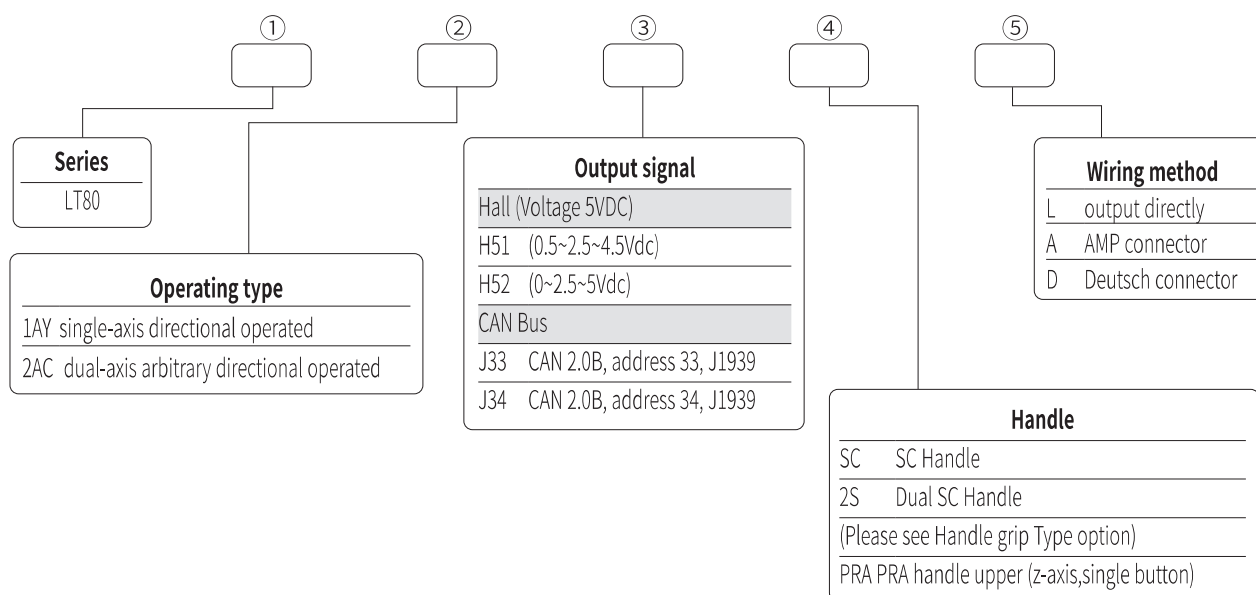 ① ② ③ ④ ⑤
Series
LT80
Operating type
1AY single-axis directional operated
2AC dual-axis arbitrary directional operated
Output signal
Hall (Voltage 5VDC)
H51 (0.5~2.5~4.5Vdc)
H52 (0~2.5~5Vdc)
CAN Bus
J33 CAN 2.0B, address 33, J1939
J34 CAN 2.0B, address 34, J1939
Handle
SC SC Handle
2S Dual SC Handle
(Please see Handle grip Type option)
PRA PRA handle upper (z-axis,single button)
Wiring method
L output directly
A AMP connector
D Deutsch connector